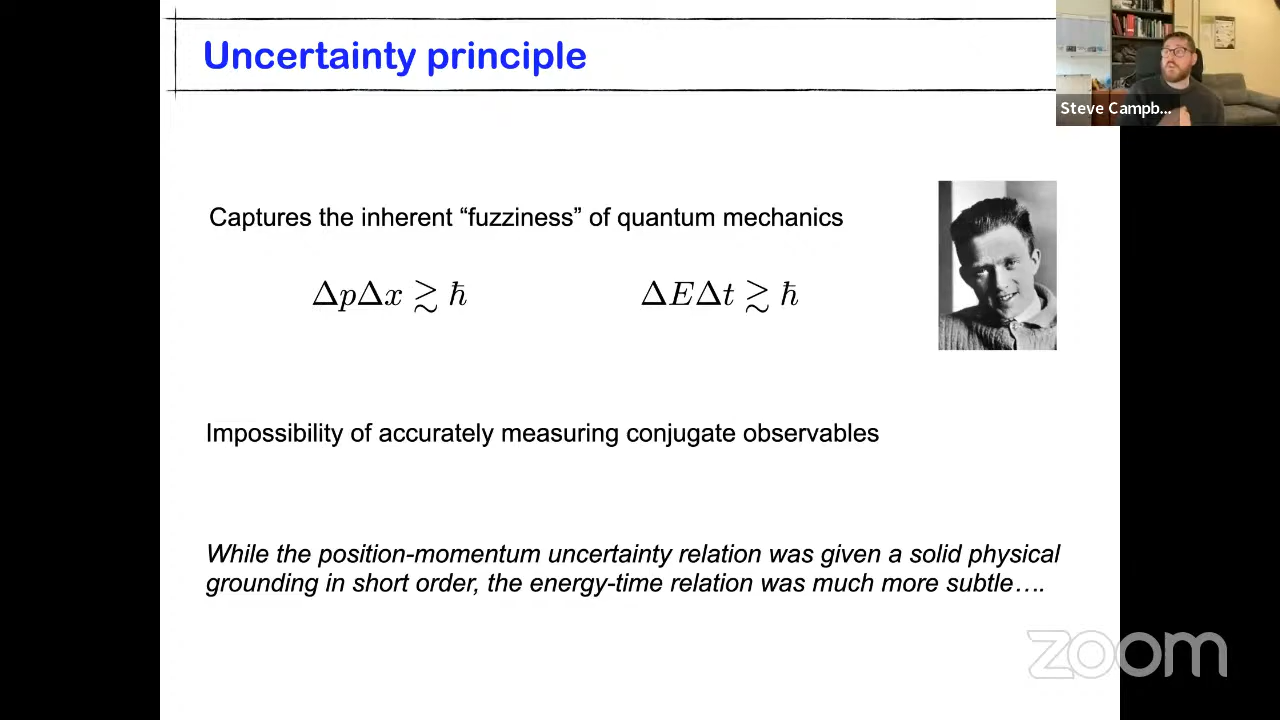 Uncertainty principle
Steve Campb...
Captures the inherent “fuzziness” of quantum mechanics
ΔpΔx ≳ ħ
ΔEΔt ≳ ħ
Impossibility of accurately measuring conjugate observables
While the position-momentum uncertainty relation was given a solid physical
grounding in short order, the energy-time relation was much more subtle….
zoom